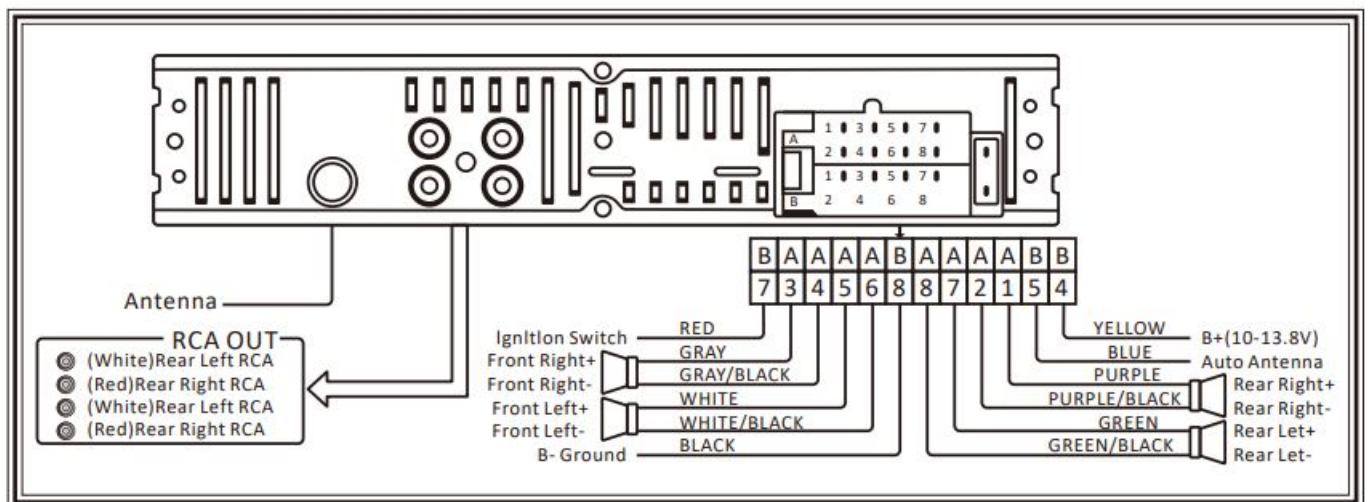 1 3 5 7
A
2 4 6 8
1 3 5 7
B 2 4 6 8
B A A A A B A A A A B B
7 3 4 5 6 8 8 7 2 1 5 4
Antenna
RCA OUT
(White)Rear Left RCA
(Red)Rear Right RCA
(White)Rear Left RCA
(Red)Rear Right RCA
IgnItIon Switch RED
Front Right+ GRAY
Front Right- GRAY/BLACK
Front Left+ WHITE
Front Left- WHITE/BLACK
B- Ground BLACK
YELLOW B+(10-13.8V)
BLUE Auto Antenna
PURPLE Rear Right+
PURPLE/BLACK Rear Right-
GREEN Rear Let+
GREEN/BLACK Rear Let-